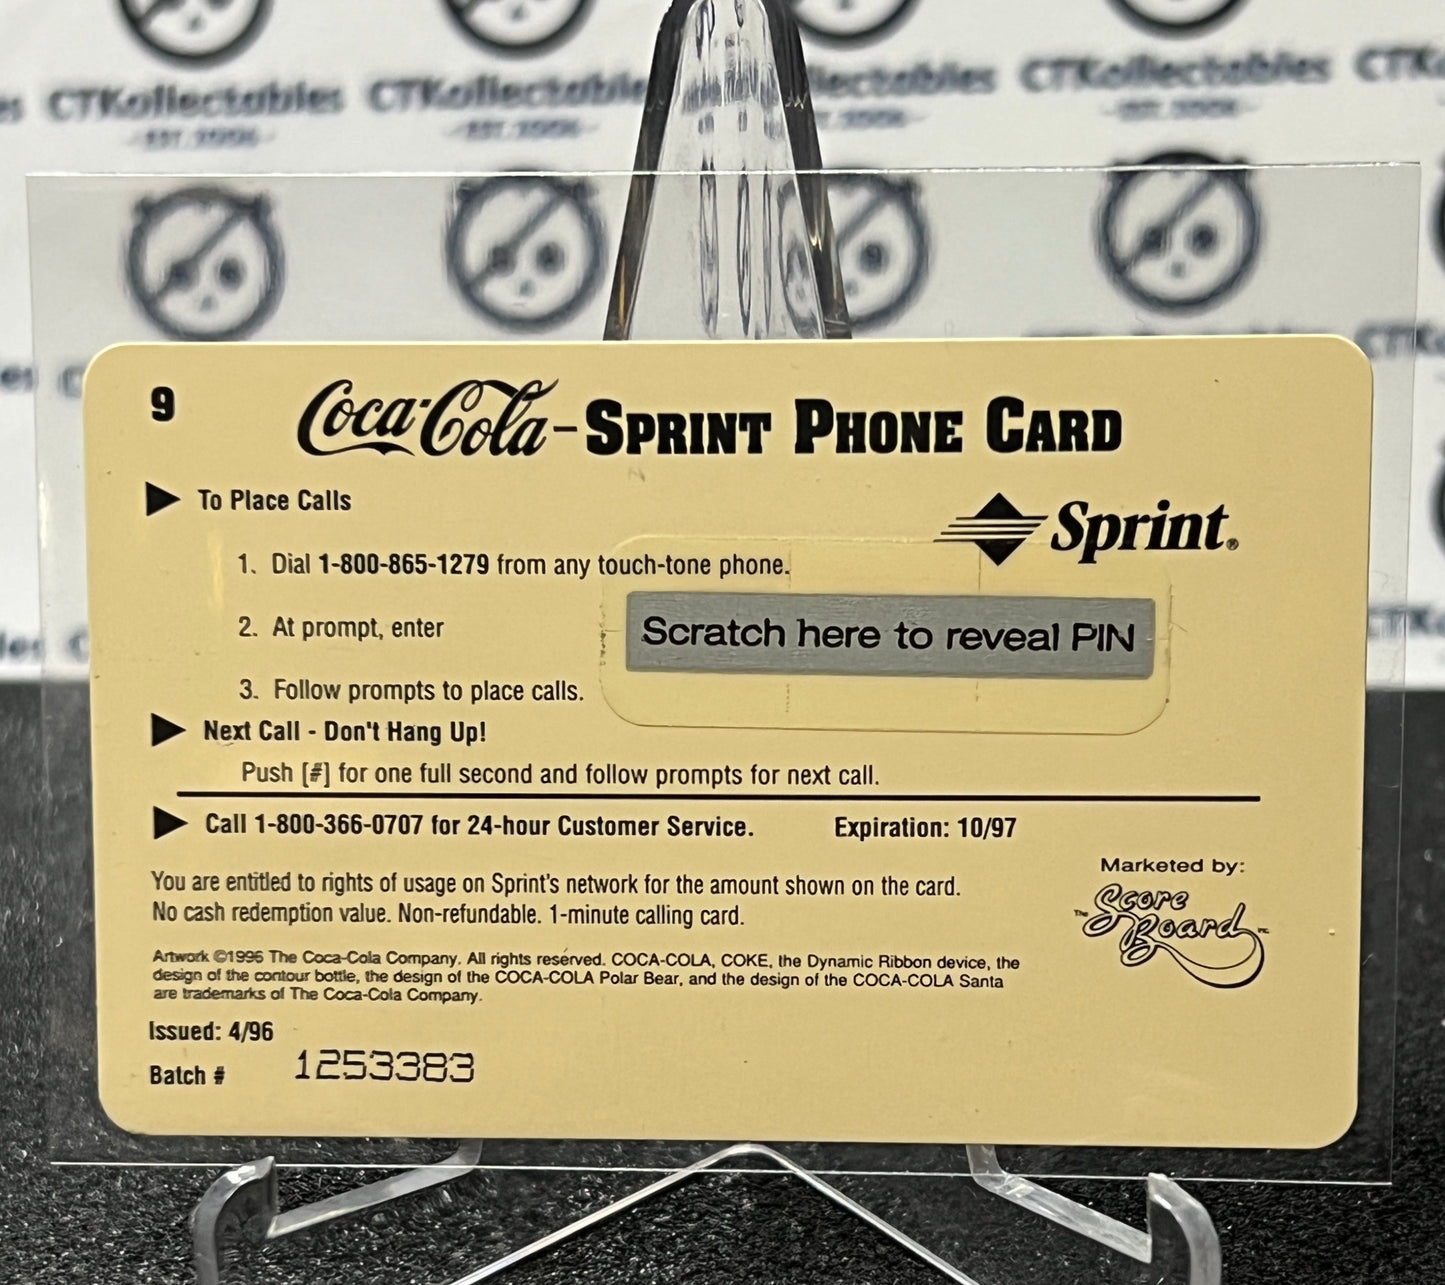 CTKollectables CTKollectables CTKollectables
EST. 2006
9
Coca-Cola-SPRINT PHONE CARD
To Place Calls
Sprint®
1. Dial 1-800-865-1279 from any touch-tone phone.
2. At prompt, enter
Scratch here to reveal PIN
3. Follow prompts to place calls.
Next Call - Don't Hang Up!
Push [#] for one full second and follow prompts for next call.
Call 1-800-366-0707 for 24-hour Customer Service. Expiration: 10/97
Marketed by:
The Score
Board Inc.
You are entitled to rights of usage on Sprint's network for the amount shown on the card.
No cash redemption value. Non-refundable. 1-minute calling card.
Artwork ©1996 The Coca-Cola Company. All rights reserved. COCA-COLA, COKE, the Dynamic Ribbon device, the
design of the contour bottle, the design of the COCA-COLA Polar Bear, and the design of the COCA-COLA Santa
are trademarks of The Coca-Cola Company.
Issued: 4/96
Batch # 1253383